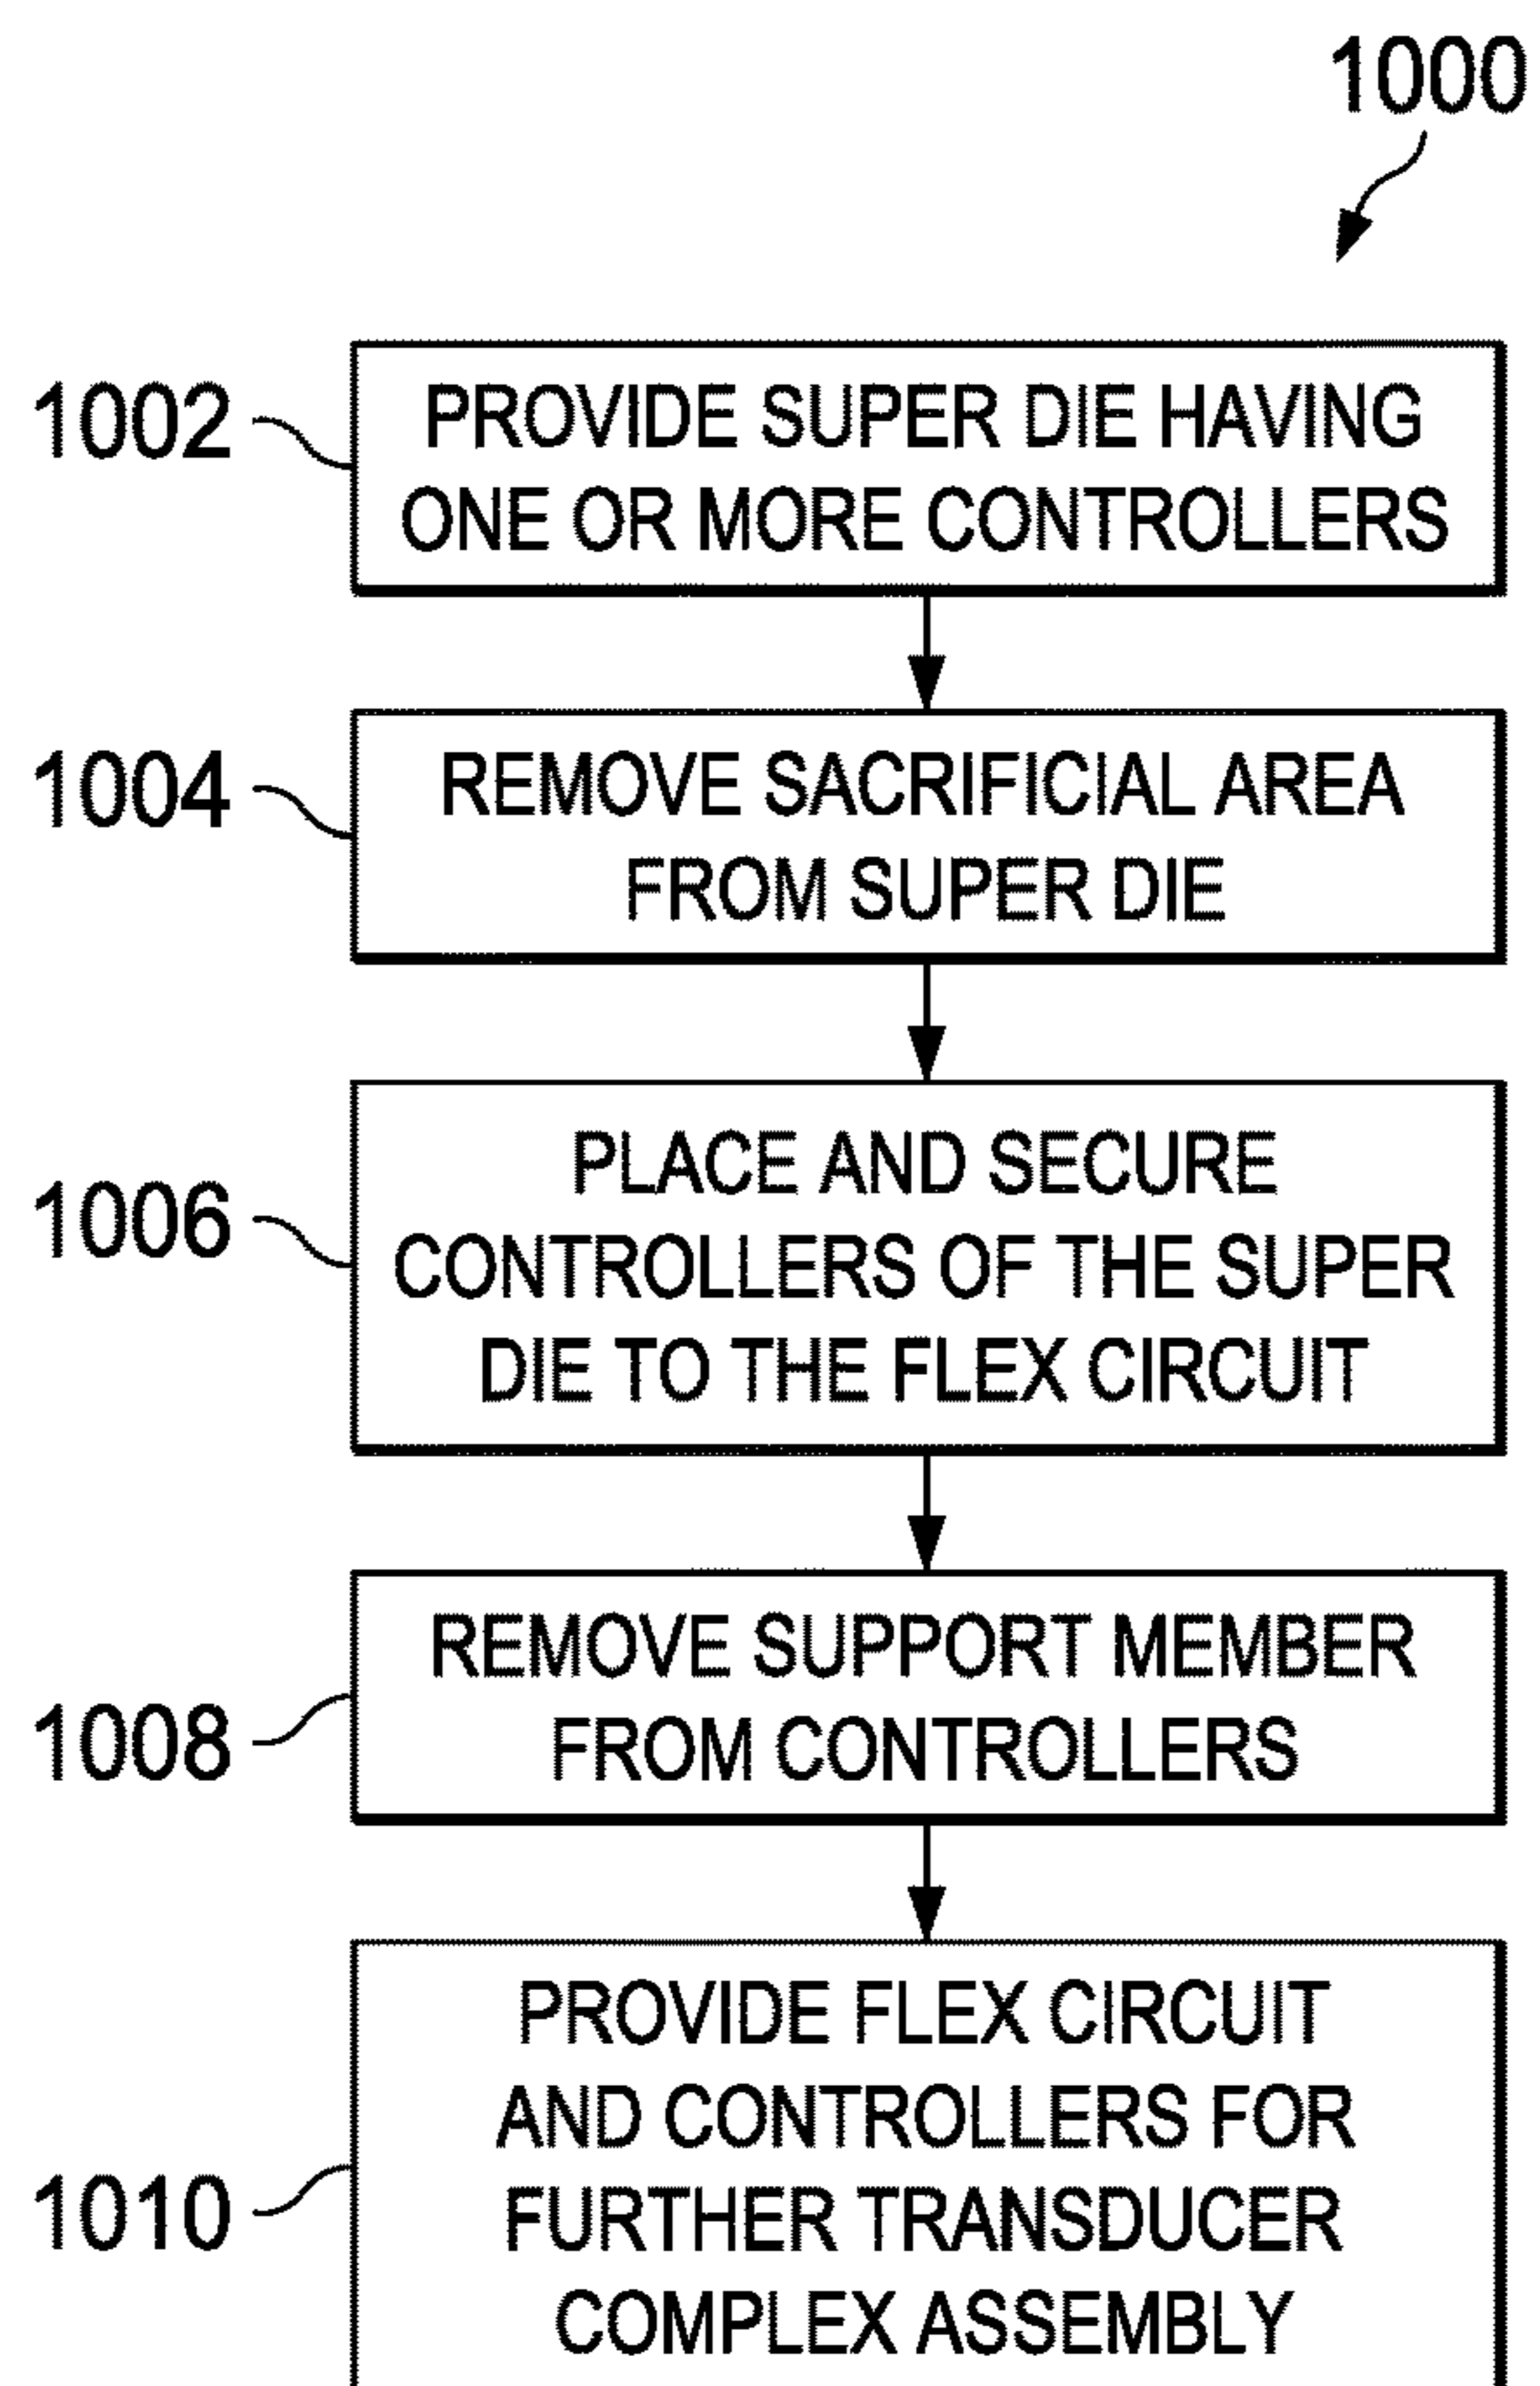 1000
1002
PROVIDE SUPER DIE HAVING
ONE OR MORE CONTROLLERS
1004
REMOVE SACRIFICIAL AREA
FROM SUPER DIE
1006
PLACE AND SECURE
CONTROLLERS OF THE SUPER
DIE TO THE FLEX CIRCUIT
1008
REMOVE SUPPORT MEMBER
FROM CONTROLLERS
1010
PROVIDE FLEX CIRCUIT
AND CONTROLLERS FOR
FURTHER TRANSDUCER
COMPLEX ASSEMBLY